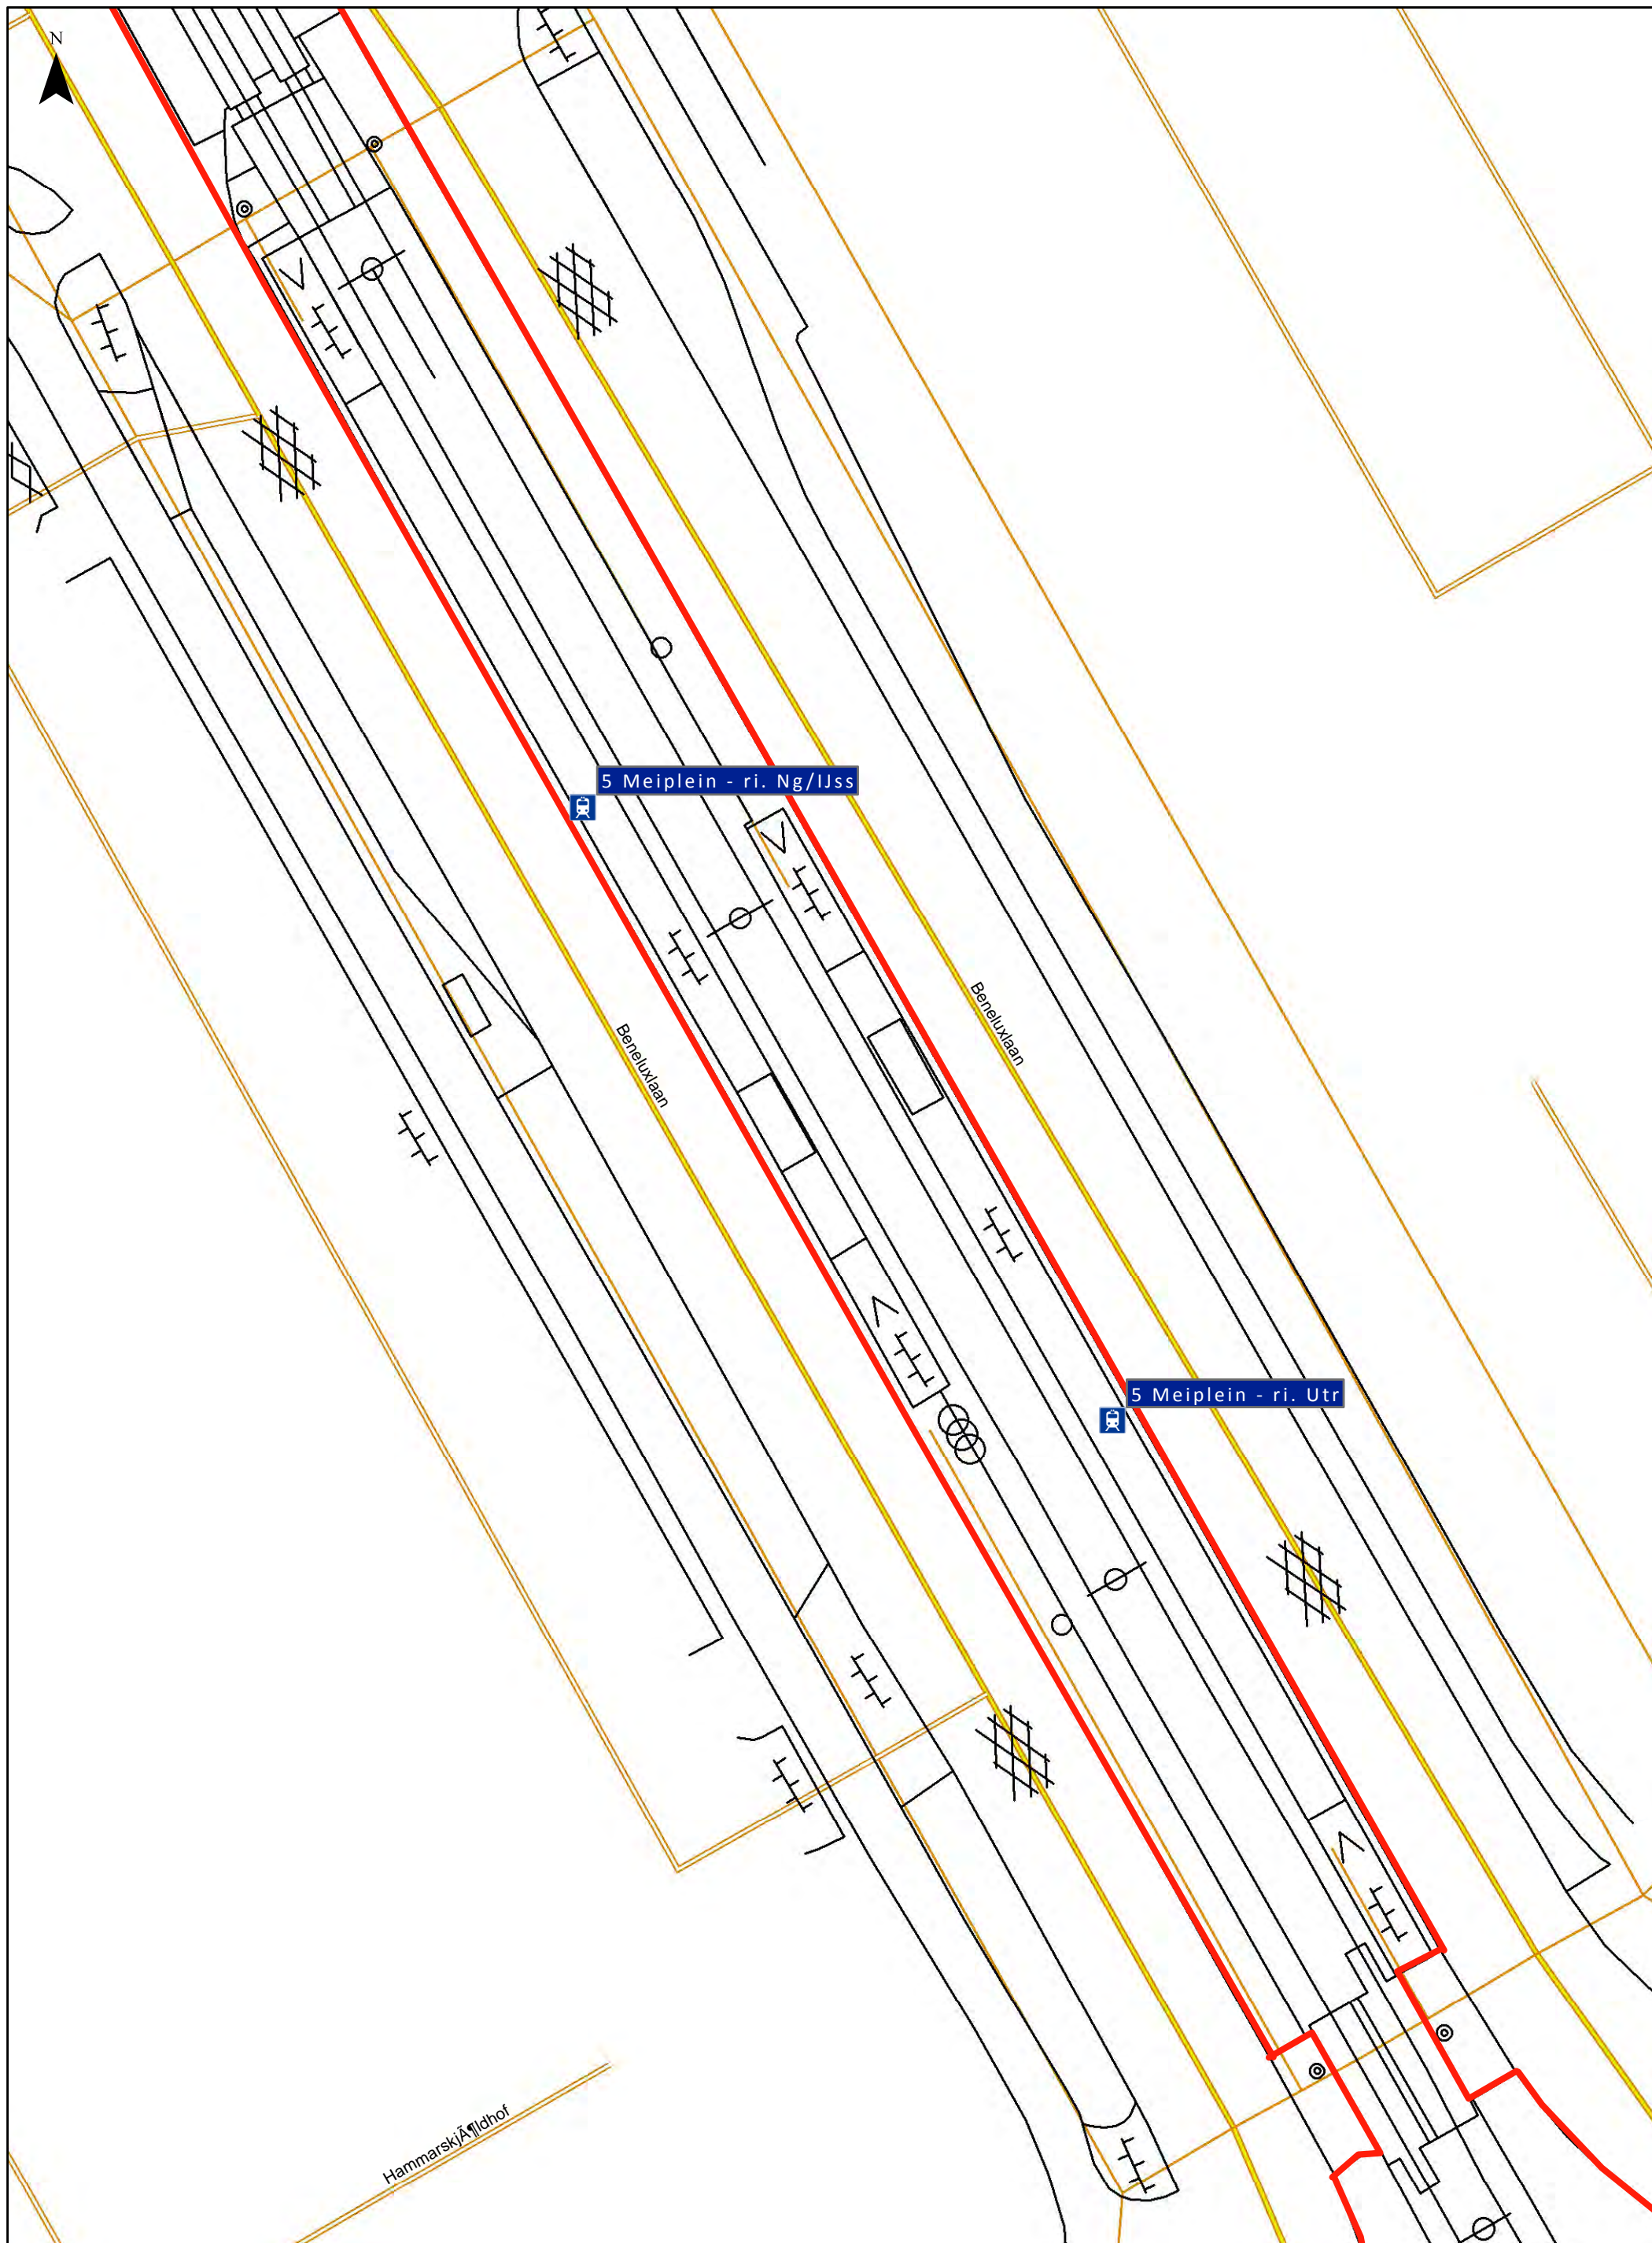 N
5 Meiplein - ri. Ng/IJss
Beneluxlaan
Beneluxlaan
5 Meiplein - ri. Utr
HammarskjÃ¶ldhof